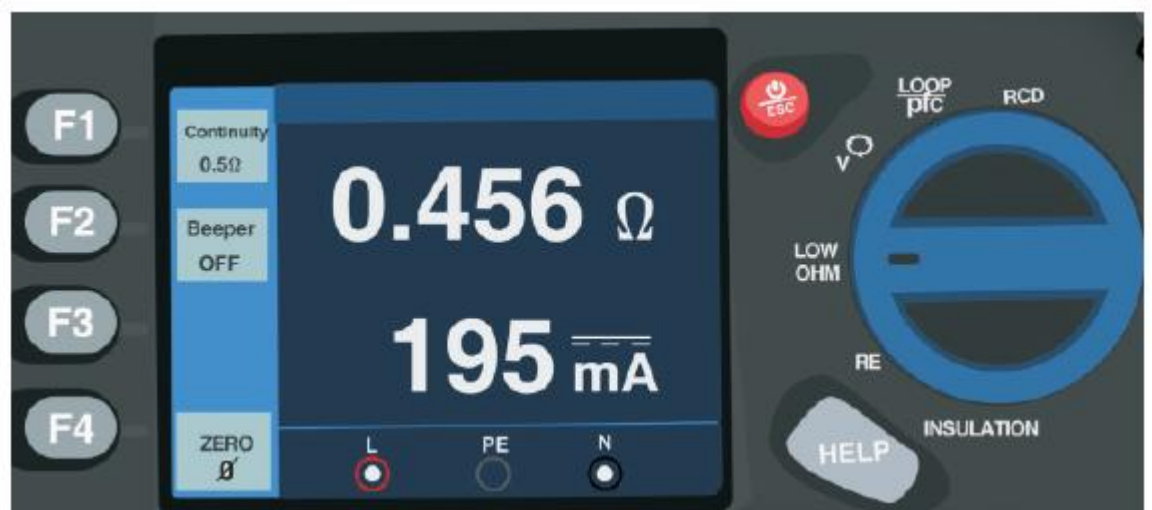 F1
Continuity
0.5Ω
F2
Beeper
OFF
F3
F4
ZERO
Ø
0.456 Ω
195 mA
L
PE
N
ESC
LOOP
pfc
RCD
V
LOW
OHM
RE
INSULATION
HELP